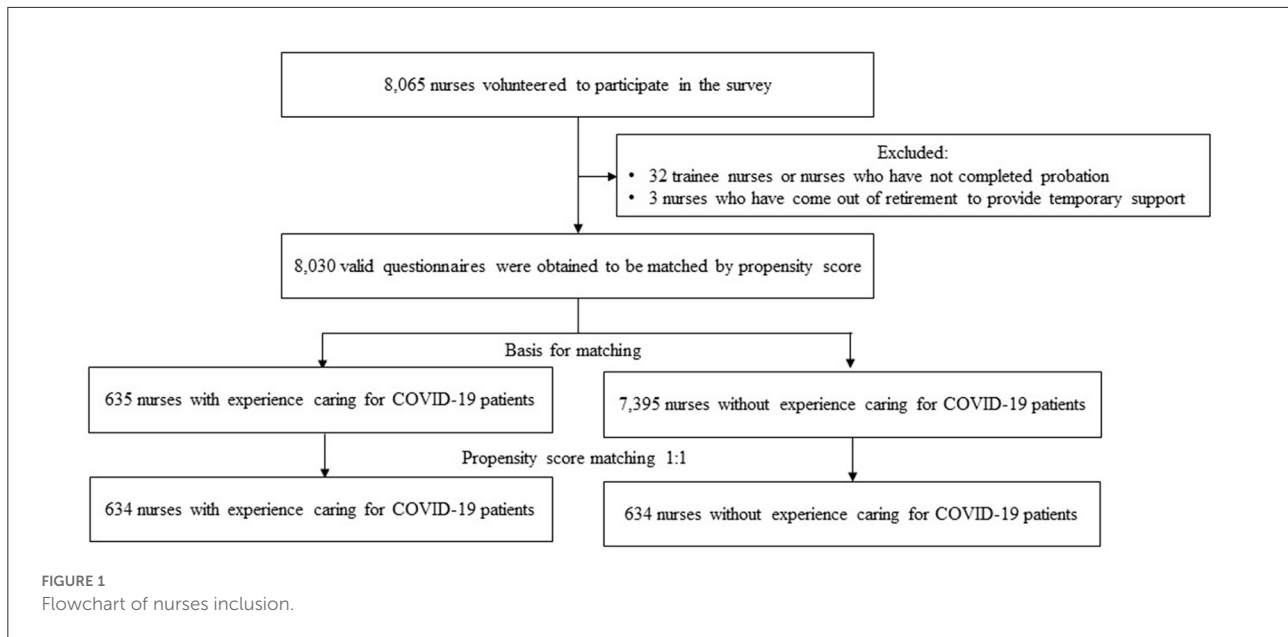 8,065 nurses volunteered to participate in the survey
Excluded:
• 32 trainee nurses or nurses who have not completed probation
• 3 nurses who have come out of retirement to provide temporary support
8,030 valid questionnaires were obtained to be matched by propensity score
Basis for matching
635 nurses with experience caring for COVID-19 patients
7,395 nurses without experience caring for COVID-19 patients
Propensity score matching 1:1
634 nurses with experience caring for COVID-19 patients
634 nurses without experience caring for COVID-19 patients
FIGURE 1
Flowchart of nurses inclusion.